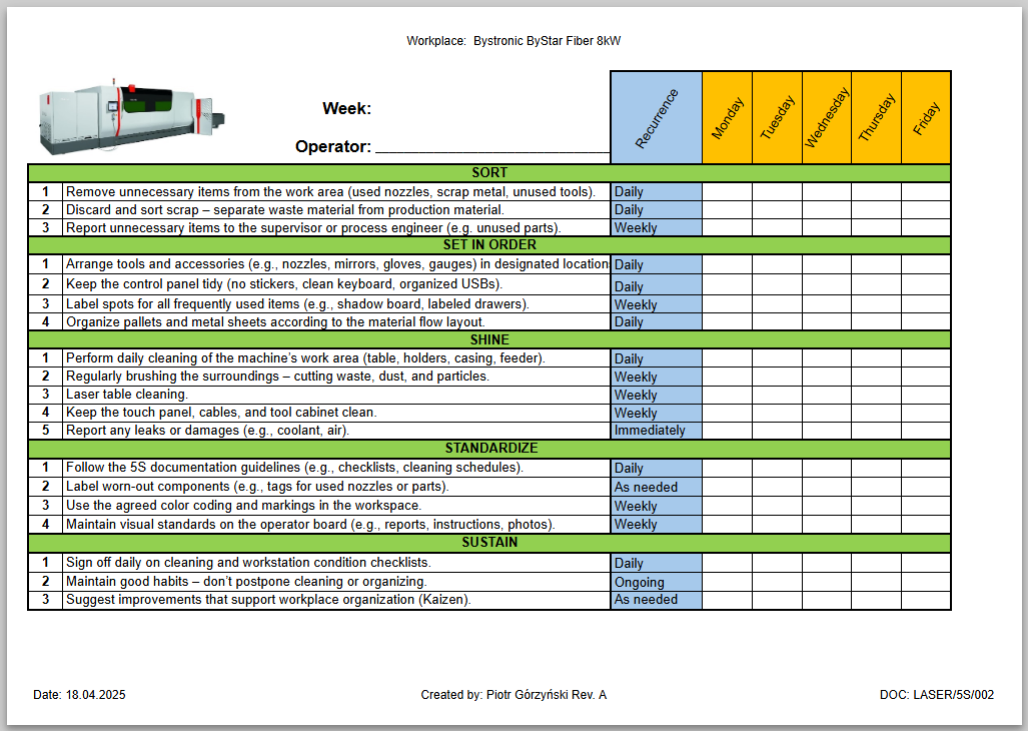 Workplace: Bystronic ByStar Fiber 8kW
Week:
Operator: ___________________________
Recurrence Monday Tuesday Wednesday Thursday Friday
SORT
1 Remove unnecessary items from the work area (used nozzles, scrap metal, unused tools). Daily
2 Discard and sort scrap – separate waste material from production material. Daily
3 Report unnecessary items to the supervisor or process engineer (e.g. unused parts). Weekly
SET IN ORDER
1 Arrange tools and accessories (e.g., nozzles, mirrors, gloves, gauges) in designated location Daily
2 Keep the control panel tidy (no stickers, clean keyboard, organized USBs). Daily
3 Label spots for all frequently used items (e.g., shadow board, labeled drawers). Weekly
4 Organize pallets and metal sheets according to the material flow layout. Daily
SHINE
1 Perform daily cleaning of the machine’s work area (table, holders, casing, feeder). Daily
2 Regularly brushing the surroundings – cutting waste, dust, and particles. Weekly
3 Laser table cleaning. Weekly
4 Keep the touch panel, cables, and tool cabinet clean. Weekly
5 Report any leaks or damages (e.g., coolant, air). Immediately
STANDARDIZE
1 Follow the 5S documentation guidelines (e.g., checklists, cleaning schedules). Daily
2 Label worn-out components (e.g., tags for used nozzles or parts). As needed
3 Use the agreed color coding and markings in the workspace. Weekly
4 Maintain visual standards on the operator board (e.g., reports, instructions, photos). Weekly
SUSTAIN
1 Sign off daily on cleaning and workstation condition checklists. Daily
2 Maintain good habits – don’t postpone cleaning or organizing. Ongoing
3 Suggest improvements that support workplace organization (Kaizen). As needed
Date: 18.04.2025 Created by: Piotr Górzyński Rev. A DOC: LASER/5S/002